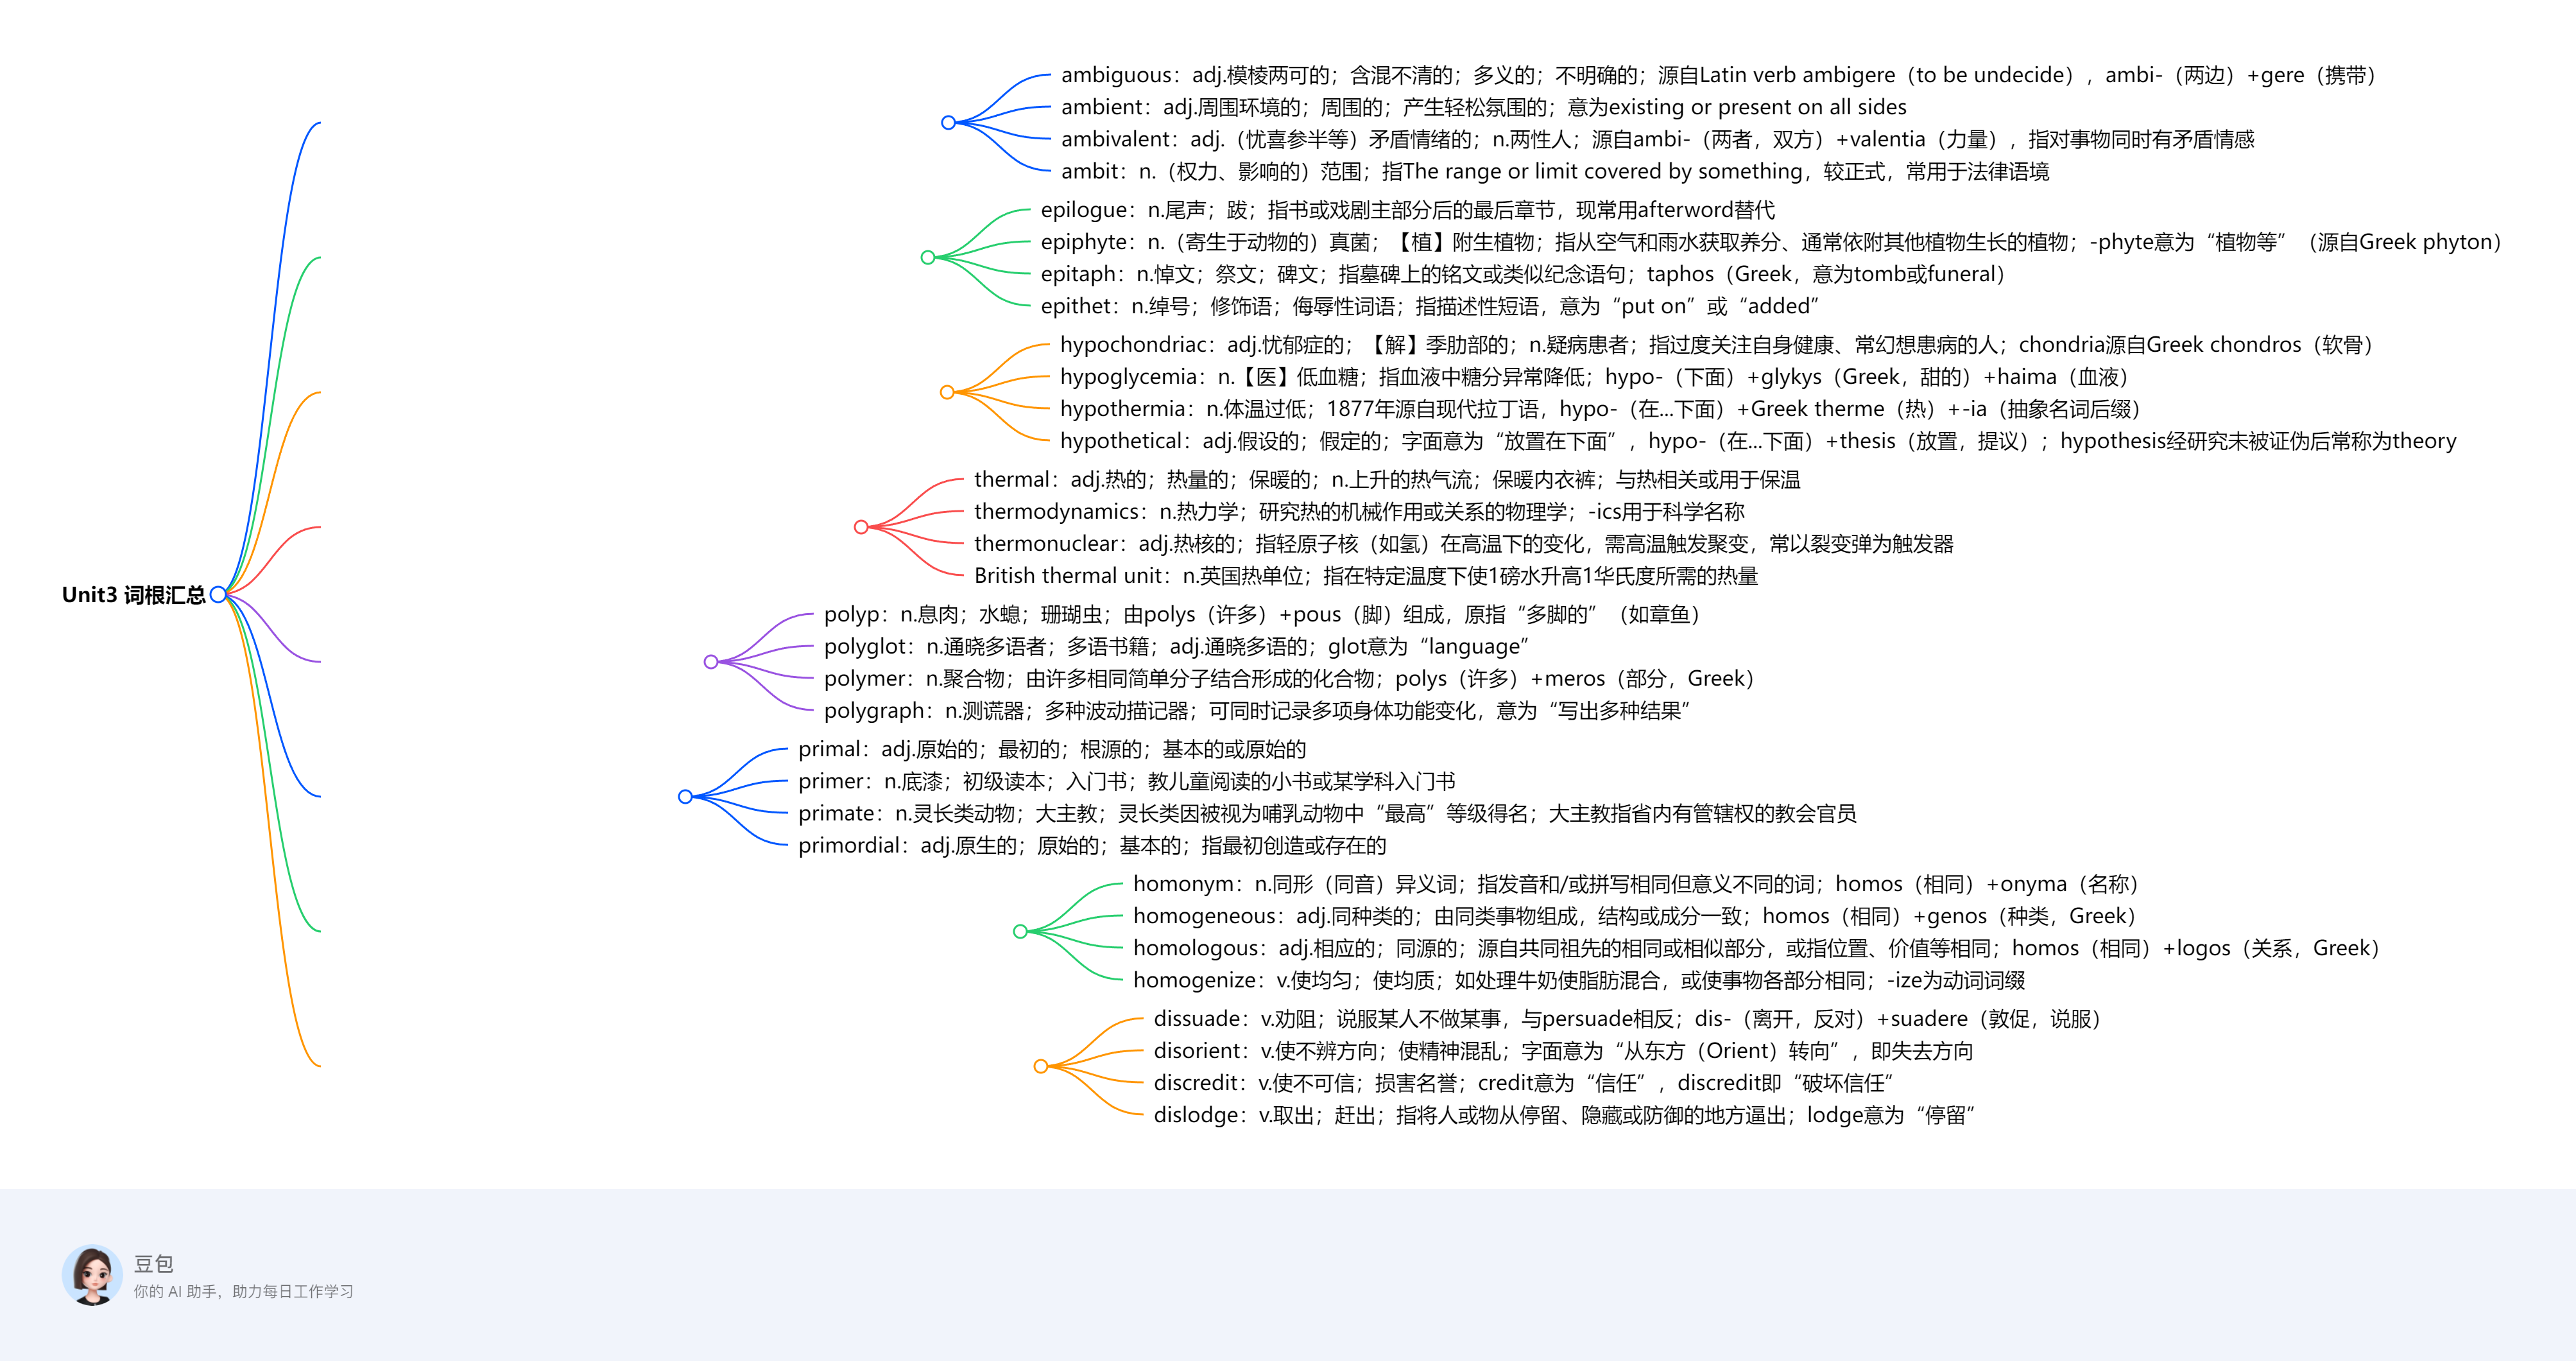 ambiguous：adj.模棱两可的；含混不清的；多义的；不明确的；源自Latin verb ambigere（to be undecide），ambi-（两边）+gere（携带）
ambient：adj.周围环境的；周围的；产生轻松氛围的；意为existing or present on all sides
ambivalent：adj.（忧喜参半等）矛盾情绪的；n.两性人；源自ambi-（两者，双方）+valentia（力量），指对事物同时有矛盾情感
ambit：n.（权力、影响的）范围；指The range or limit covered by something，较正式，常用于法律语境
epilogue：n.尾声；跋；指书或戏剧主部分后的最后章节，现常用afterword替代
epiphyte：n.（寄生于动物的）真菌；【植】附生植物；指从空气和雨水获取养分、通常依附其他植物生长的植物；-phyte意为“植物等”（源自Greek phyton）
epitaph：n.悼文；祭文；碑文；指墓碑上的铭文或类似纪念语句；taphos（Greek，意为tomb或funeral）
epithet：n.绰号；修饰语；侮辱性词语；指描述性短语，意为“put on”或“added”
hypochondriac：adj.忧郁症的；【解】季肋部的；n.疑病患者；指过度关注自身健康、常幻想患病的人；chondria源自Greek chondros（软骨）
hypoglycemia：n.【医】低血糖；指血液中糖分异常降低；hypo-（下面）+glykys（Greek，甜的）+haima（血液）
hypothermia：n.体温过低；1877年源自现代拉丁语，hypo-（在...下面）+Greek therme（热）+-ia（抽象名词后缀）
hypothetical：adj.假设的；假定的；字面意为“放置在下面”，hypo-（在...下面）+thesis（放置，提议）；hypothesis经研究未被证伪后常称为theory
thermal：adj.热的；热量的；保暖的；n.上升的热气流；保暖内衣裤；与热相关或用于保温
thermodynamics：n.热力学；研究热的机械作用或关系的物理学；-ics用于科学名称
thermonuclear：adj.热核的；指轻原子核（如氢）在高温下的变化，需高温触发聚变，常以裂变弹为触发器
British thermal unit：n.英国热单位；指在特定温度下使1磅水升高1华氏度所需的热量
Unit3 词根汇总
polyp：n.息肉；水螅；珊瑚虫；由polys（许多）+pous（脚）组成，原指“多脚的”（如章鱼）
polyglot：n.通晓多语者；多语书籍；adj.通晓多语的；glot意为“language”
polymer：n.聚合物；由许多相同简单分子结合形成的化合物；polys（许多）+meros（部分，Greek）
polygraph：n.测谎器；多种波动描记器；可同时记录多项身体功能变化，意为“写出多种结果”
primal：adj.原始的；最初的；根源的；基本的或原始的
primer：n.底漆；初级读本；入门书；教儿童阅读的小书或某学科入门书
primate：n.灵长类动物；大主教；灵长类因被视为哺乳动物中“最高”等级得名；大主教指省内有管辖权的教会官员
primordial：adj.原生的；原始的；基本的；指最初创造或存在的
homonym：n.同形（同音）异义词；指发音和/或拼写相同但意义不同的词；homos（相同）+onyma（名称）
homogeneous：adj.同种类的；由同类事物组成，结构或成分一致；homos（相同）+genos（种类，Greek）
homologous：adj.相应的；同源的；源自共同祖先的相同或相似部分，或指位置、价值等相同；homos（相同）+logos（关系，Greek）
homogenize：v.使均匀；使均质；如处理牛奶使脂肪混合，或使事物各部分相同；-ize为动词词缀
dissuade：v.劝阻；说服某人不做某事，与persuade相反；dis-（离开，反对）+suadere（敦促，说服）
disorient：v.使不辨方向；使精神混乱；字面意为“从东方（Orient）转向”，即失去方向
discredit：v.使不可信；损害名誉；credit意为“信任”，discredit即“破坏信任”
dislodge：v.取出；赶出；指将人或物从停留、隐藏或防御的地方逼出；lodge意为“停留”
豆包
你的 AI 助手，助力每日工作学习